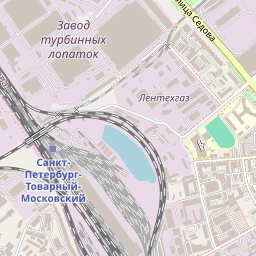 Завод
турбинных
лопаток
улица Седова
Лентехгаз
Санкт-
Петербург-
Товарный-
Московский